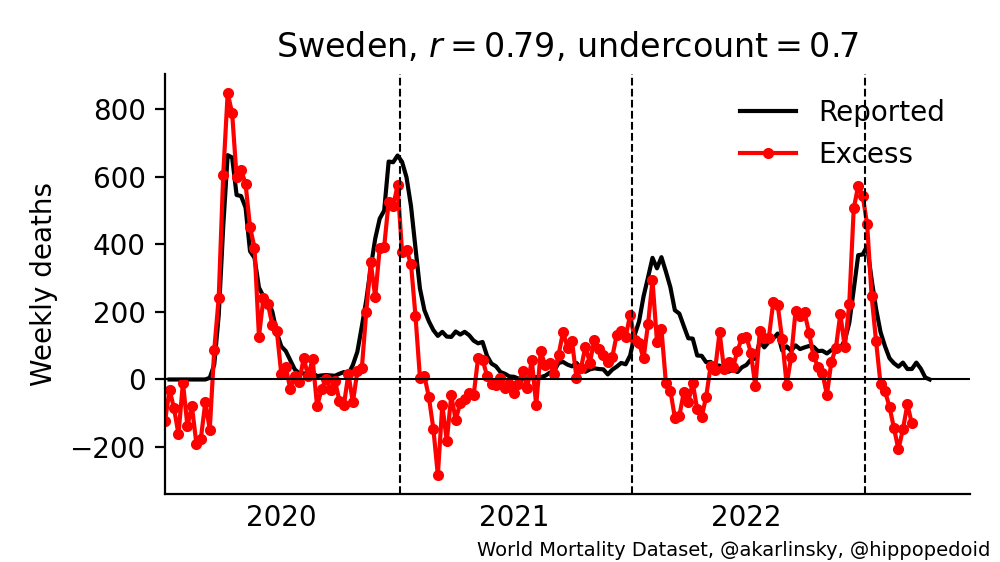 Sweden, r = 0.79, undercount = 0.7
Reported
Excess
Weekly deaths
800
600
400
200
0
−200
2020 2021 2022
World Mortality Dataset, @akarlinsky, @hippopedoid